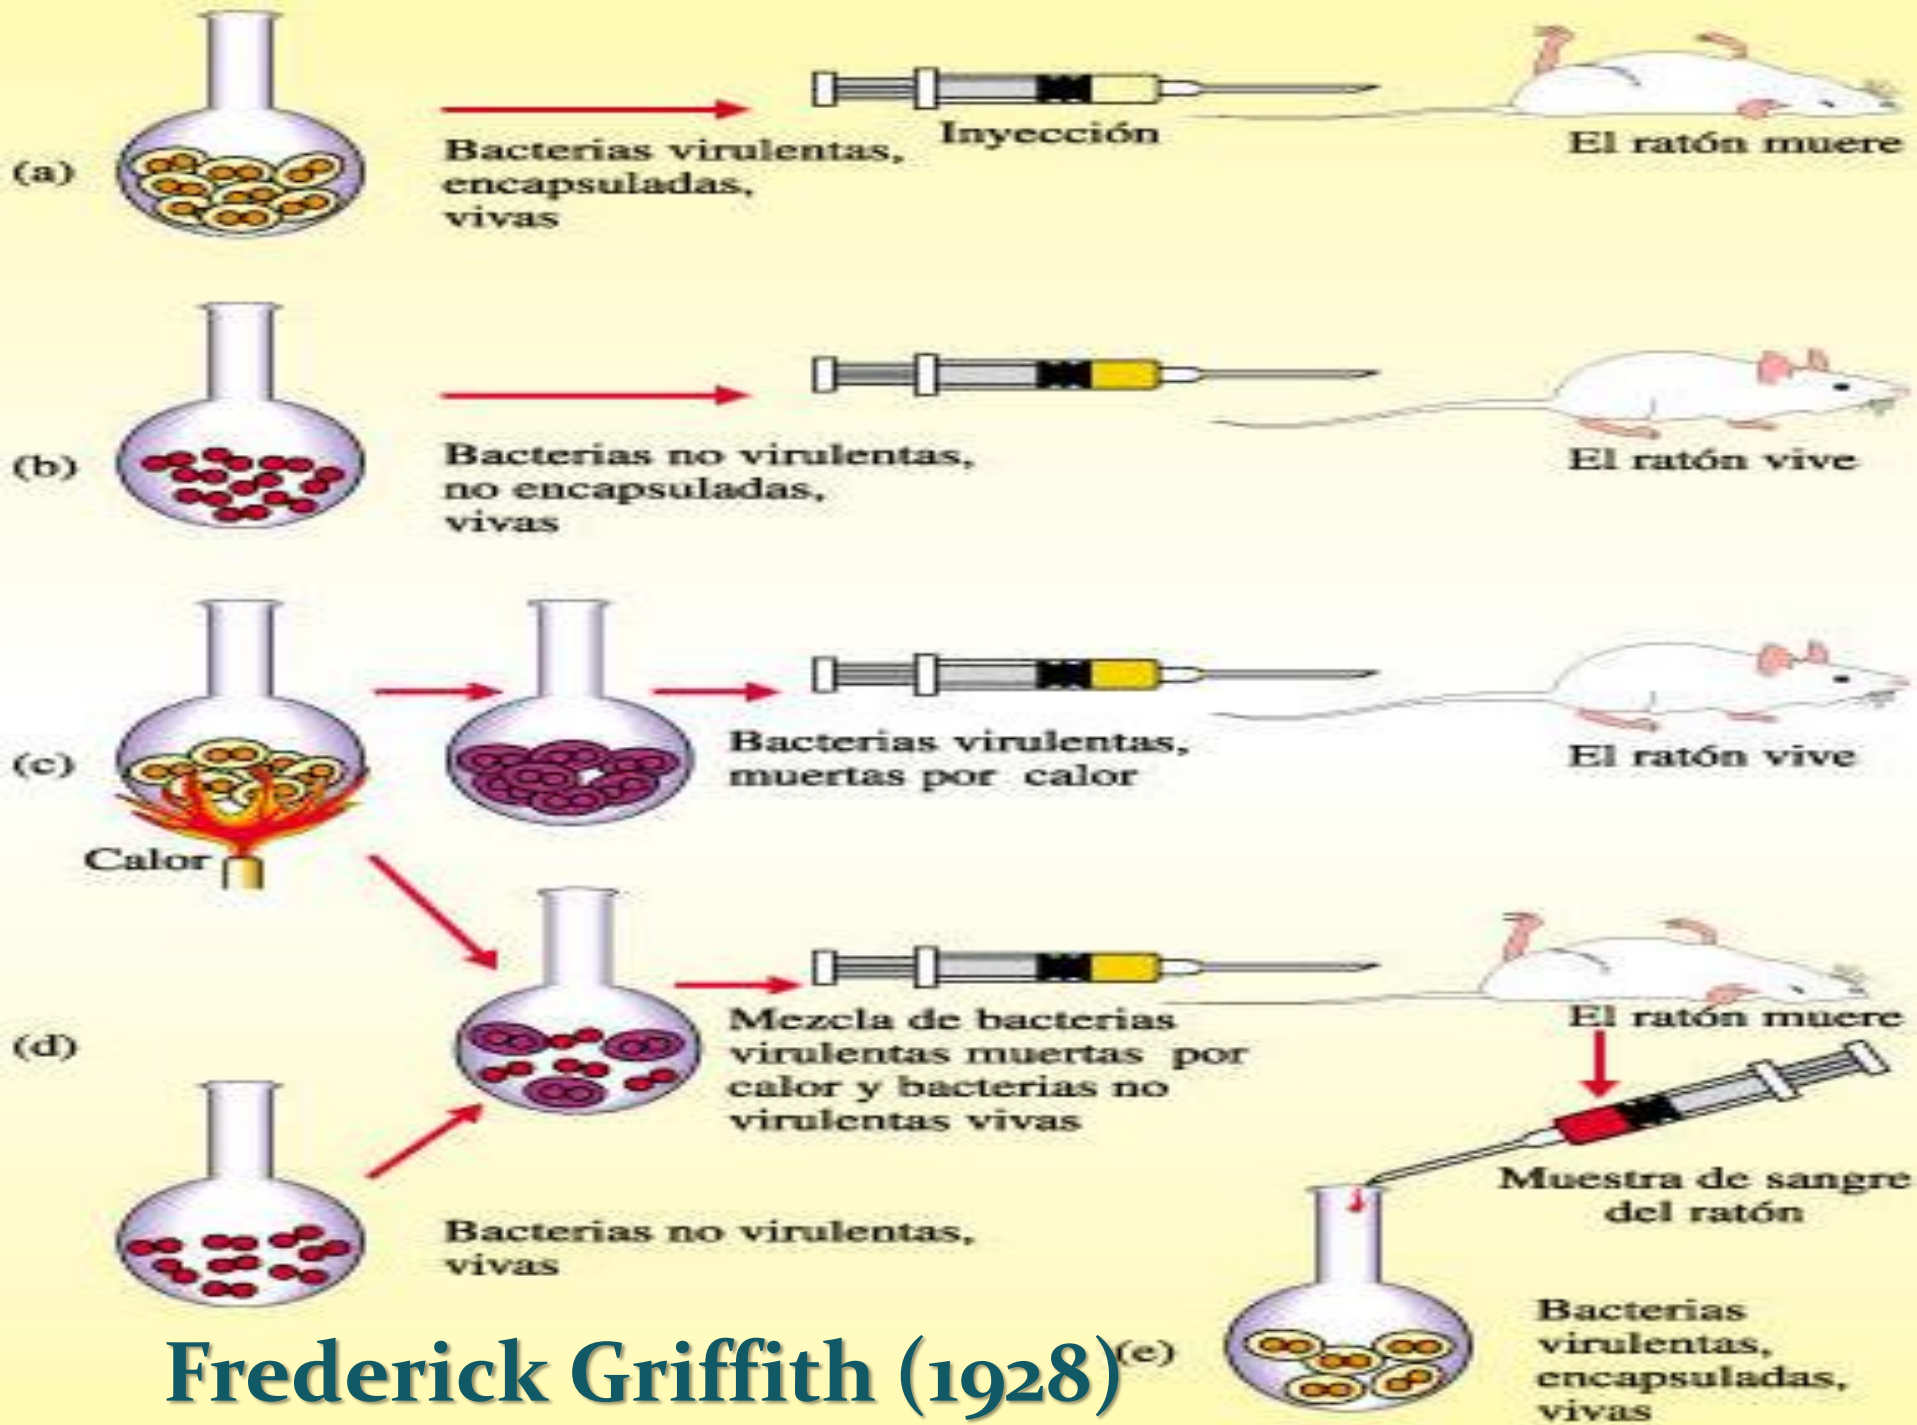 (a)
Bacterias virulentas,
encapsuladas,
vivas
Inyección
El ratón muere
(b)
Bacterias no virulentas,
no encapsuladas,
vivas
El ratón vive
(c)
Calor
Bacterias virulentas,
muertas por calor
El ratón vive
(d)
Mezcla de bacterias
virulentas muertas por
calor y bacterias no
virulentas vivas
El ratón muere
Bacterias no virulentas,
vivas
Muestra de sangre
del ratón
(e)
Bacterias
virulentas,
encapsuladas,
vivas
Frederick Griffith (1928)